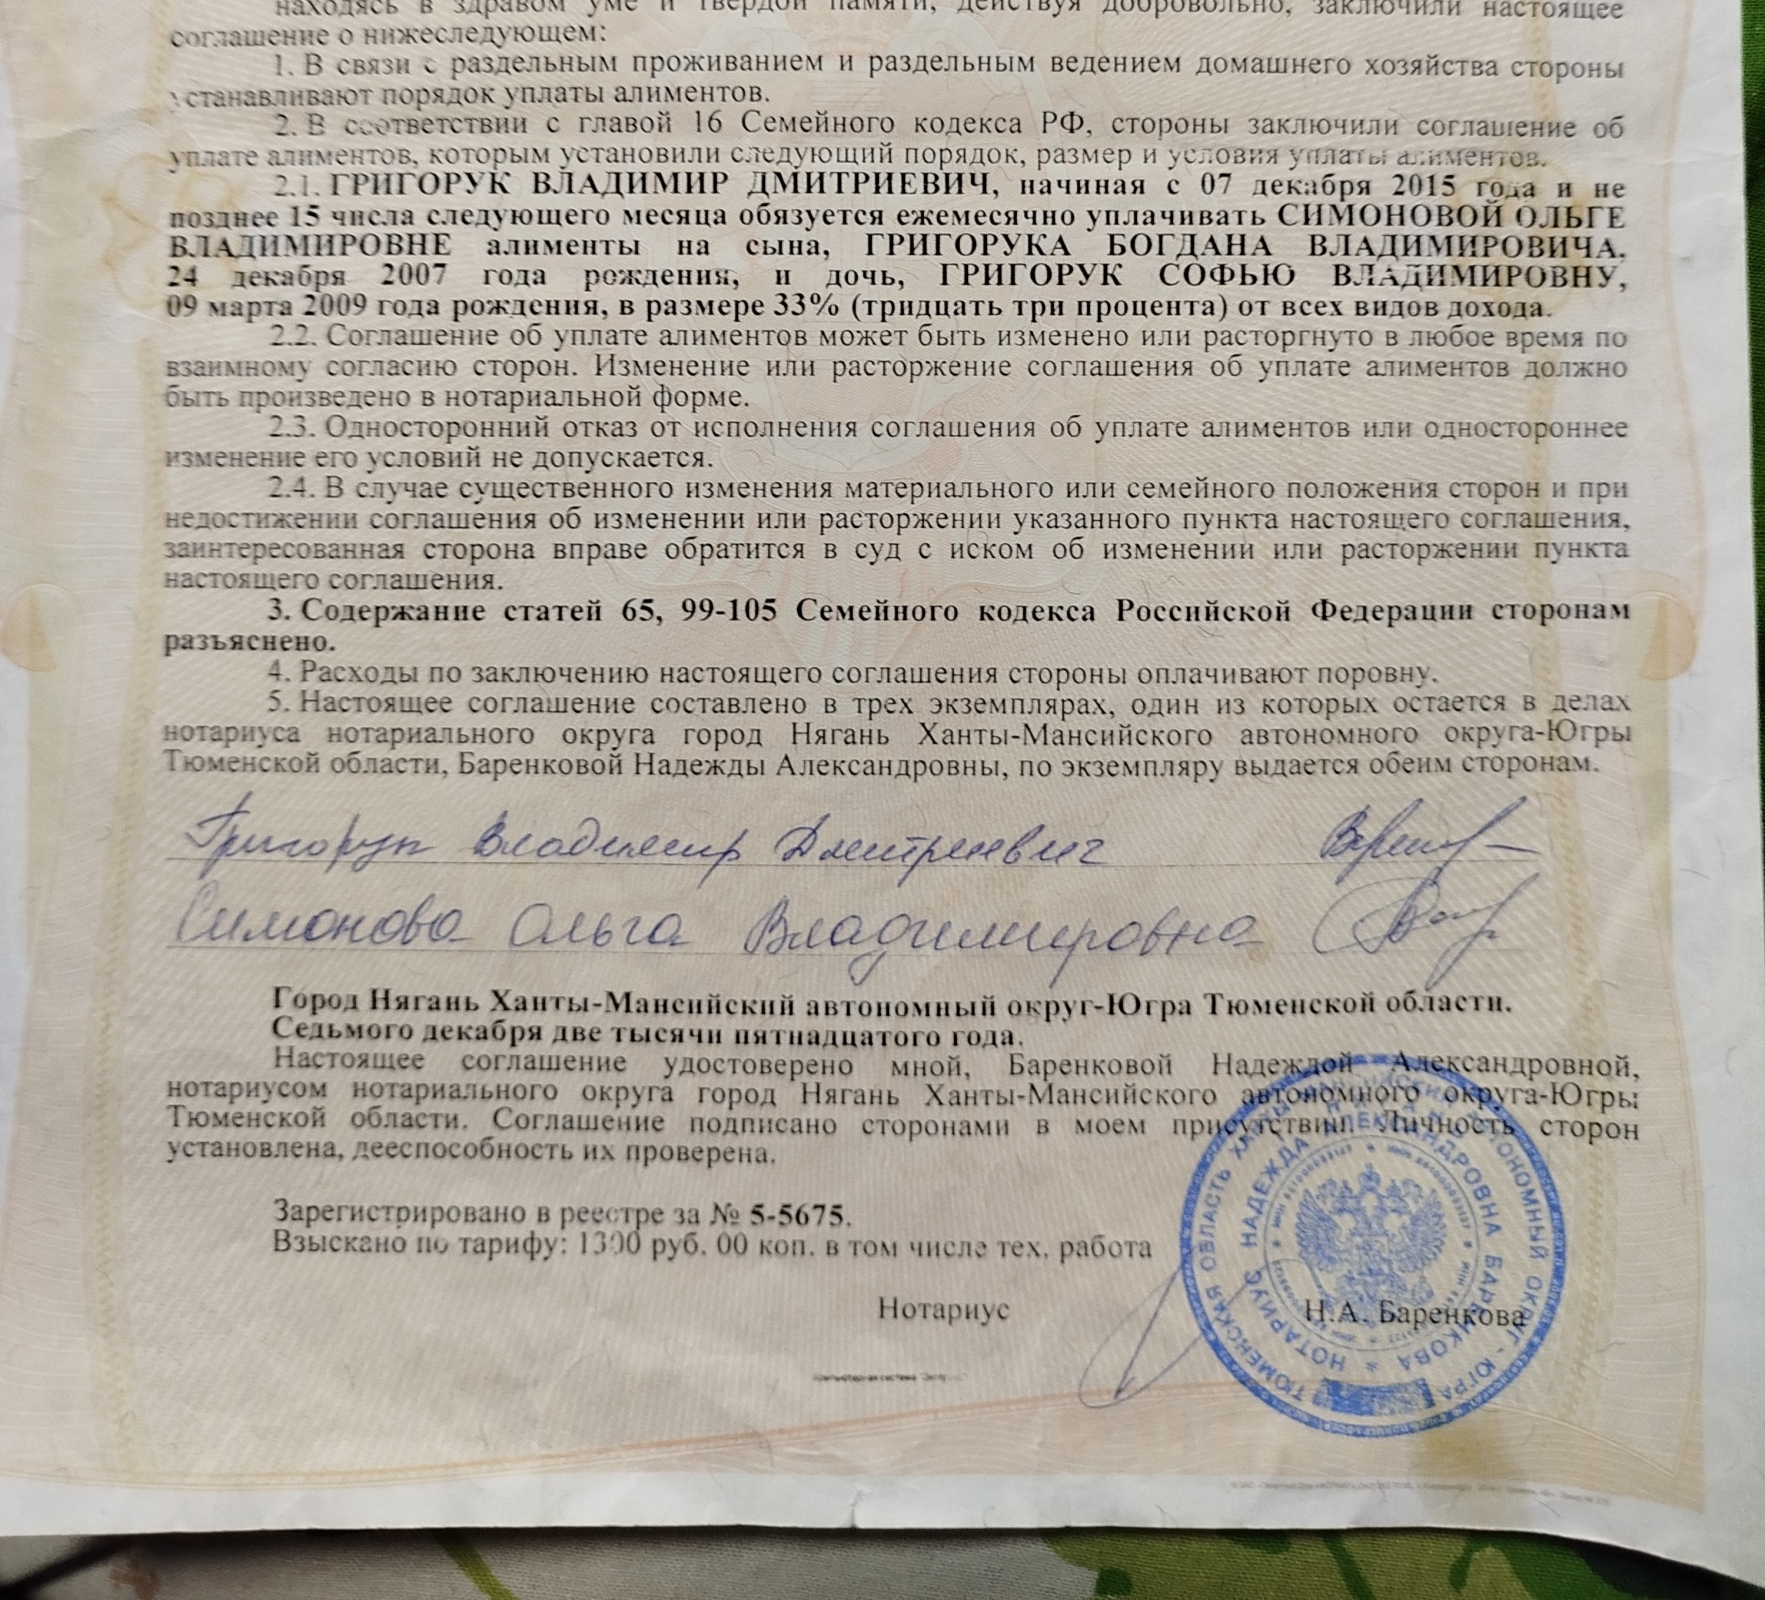 находясь в здравом уме и твердой памяти, действуя добровольно, заключили настоящее
соглашение о нижеследующем:
1. В связи с раздельным проживанием и раздельным ведением домашнего хозяйства стороны
устанавливают порядок уплаты алиментов.
2. В соответствии с главой 16 Семейного кодекса РФ, стороны заключили соглашение об
уплате алиментов, которым установили следующий порядок, размер и условия уплаты алиментов.
2.1. ГРИГОРУК ВЛАДИМИР ДМИТРИЕВИЧ, начиная с 07 декабря 2015 года и не
позднее 15 числа следующего месяца обязуется ежемесячно уплачивать СИМОНОВОЙ ОЛЬГЕ
ВЛАДИМИРОВНЕ алименты на сына, ГРИГОРУКА БОГДАНА ВЛАДИМИРОВИЧА,
24 декабря 2007 года рождения, и дочь, ГРИГОРУК СОФЬЮ ВЛАДИМИРОВНУ,
09 марта 2009 года рождения, в размере 33% (тридцать три процента) от всех видов дохода.
2.2. Соглашение об уплате алиментов может быть изменено или расторгнуто в любое время по
взаимному согласию сторон. Изменение или расторжение соглашения об уплате алиментов должно
быть произведено в нотариальной форме.
2.3. Односторонний отказ от исполнения соглашения об уплате алиментов или одностороннее
изменение его условий не допускается.
2.4. В случае существенного изменения материального или семейного положения сторон и при
недостижении соглашения об изменении или расторжении указанного пункта настоящего соглашения,
заинтересованная сторона вправе обратится в суд с иском об изменении или расторжении пункта
настоящего соглашения.
3. Содержание статей 65, 99-105 Семейного кодекса Российской Федерации сторонам
разъяснено.
4. Расходы по заключению настоящего соглашения стороны оплачивают поровну.
5. Настоящее соглашение составлено в трех экземплярах, один из которых остается в делах
нотариуса нотариального округа город Нягань Ханты-Мансийского автономного округа-Югры
Тюменской области, Баренковой Надежды Александровны, по экземпляру выдается обеим сторонам.
Григорук Владимир Дмитриевич
Симонова Ольга Владимировна
Город Нягань Ханты-Мансийский автономный округ-Югра Тюменской области.
Седьмого декабря две тысячи пятнадцатого года.
Настоящее соглашение удостоверено мной, Баренковой Надеждой Александровной,
нотариусом нотариального округа город Нягань Ханты-Мансийского автономного округа-Югры
Тюменской области. Соглашение подписано сторонами в моем присутствии. Личность сторон
установлена, дееспособность их проверена.
Зарегистрировано в реестре за № 5-5675.
Взыскано по тарифу: 1300 руб. 00 коп. в том числе тех. работа
Нотариус Н.А. Баренкова
ТЮМЕНСКАЯ ОБЛАСТЬ ХАНТЫ-МАНСИЙСКИЙ АВТОНОМНЫЙ ОКРУГ - ЮГРА
НОТАРИУС НАДЕЖДА АЛЕКСАНДРОВНА БАРЕНКОВА
Компьютерная система